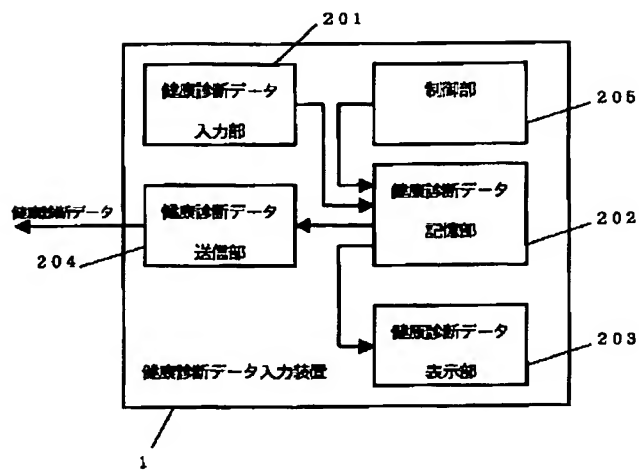 201
健康診断データ
入力部
制御部
205
健康診断データ
健康診断データ
送信部
204
健康診断データ
記憶部
202
健康診断データ
表示部
203
健康診断データ入力装置
1